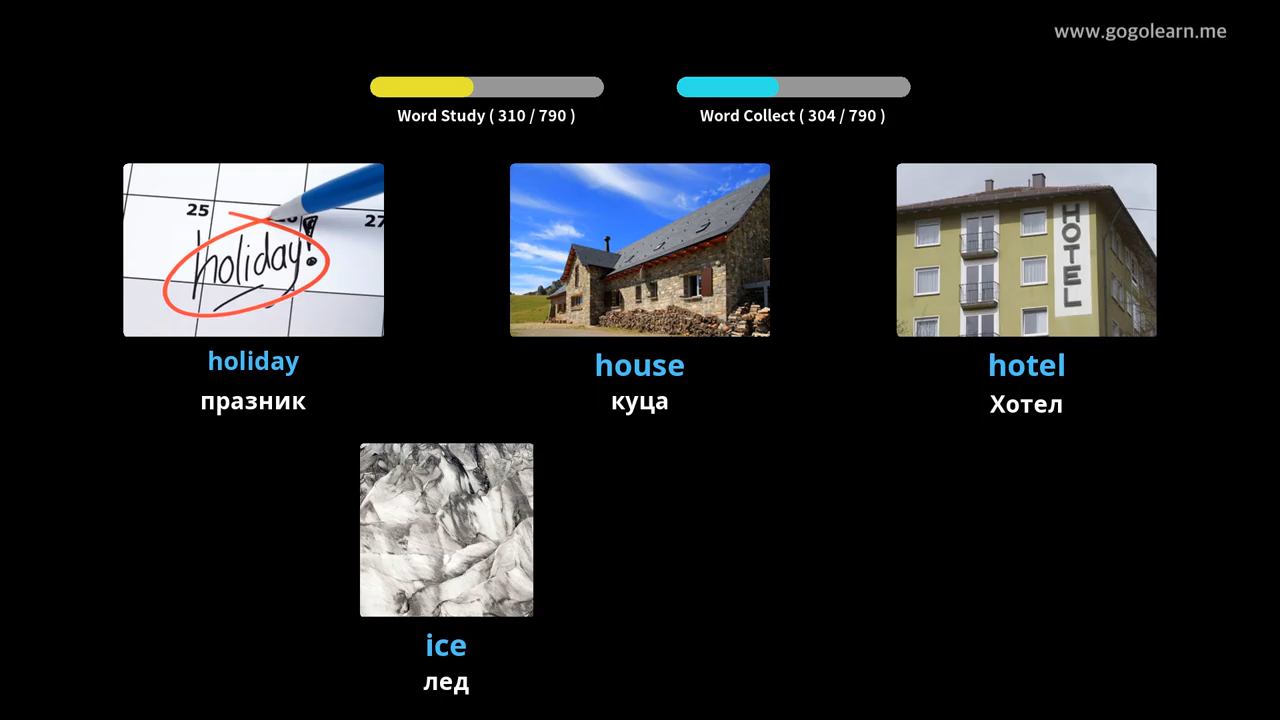 www.gogolearn.me
Word Study ( 310 / 790 )
Word Collect ( 304 / 790 )
25
27
holiday!
HOTEL
holiday
house
hotel
празник
куца
Хотел
ice
лед